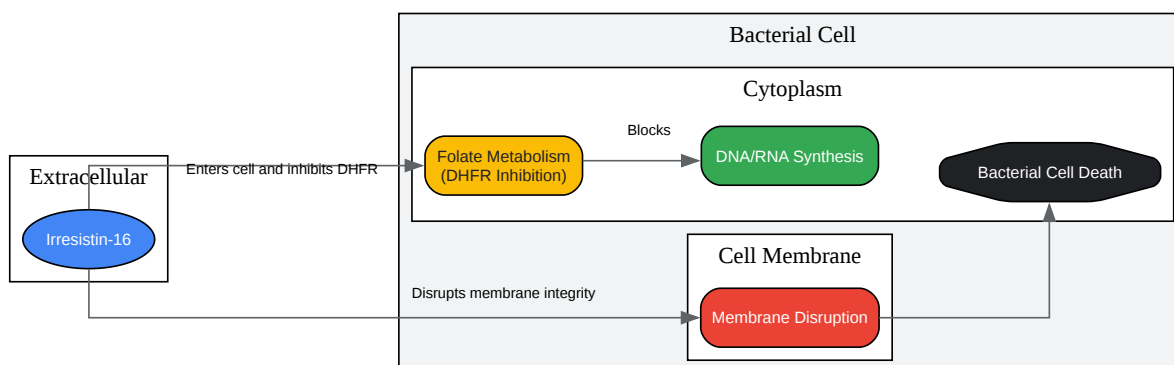 Bacterial Cell
Cytoplasm
Blocks
Folate Metabolism
(DHFR Inhibition)
DNA/RNA Synthesis
Bacterial Cell Death
Enters cell and inhibits DHFR
Extracellular
Irresistin-16
Cell Membrane
Disrupts membrane integrity
Membrane Disruption